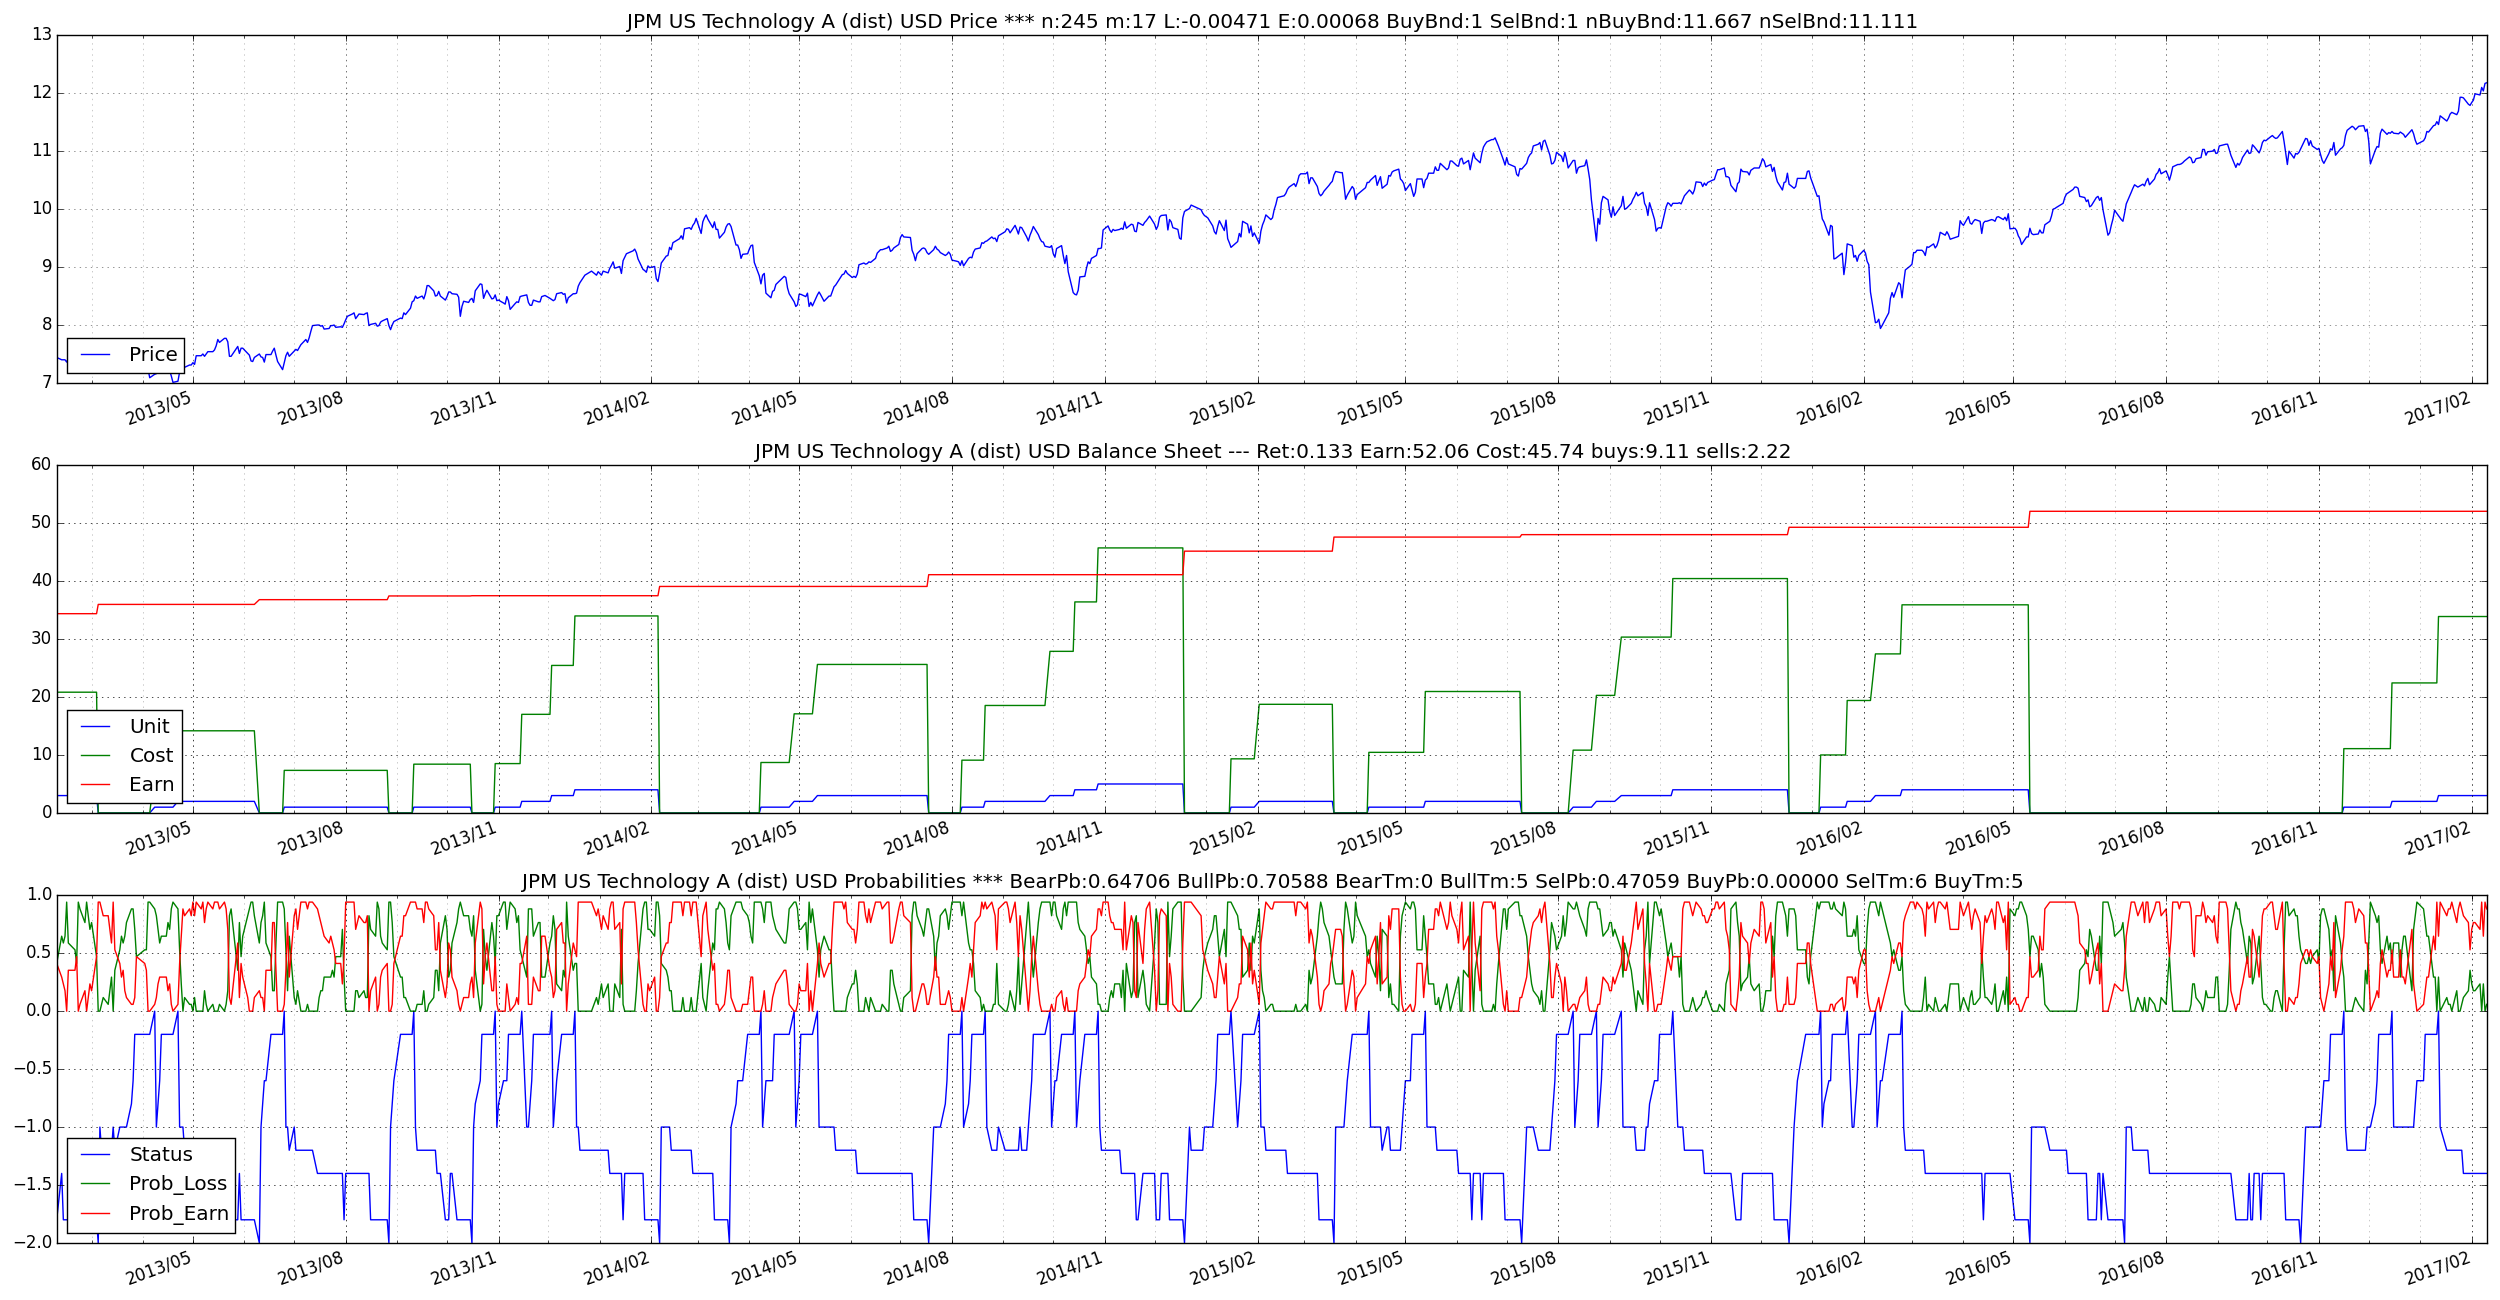 JPM US Technology A (dist) USD Price *** n:245 m:17 L:-0.00471 E:0.00068 BuyBnd:1 SelBnd:1 nBuyBnd:11.667 nSelBnd:11.111
13
12
11
10
9
8
7
Price
2013/05 2013/08 2013/11 2014/02 2014/05 2014/08 2014/11 2015/02 2015/05 2015/08 2015/11 2016/02 2016/05 2016/08 2016/11 2017/02
JPM US Technology A (dist) USD Balance Sheet --- Ret:0.133 Earn:52.06 Cost:45.74 buys:9.11 sells:2.22
60
50
40
30
20
10
0
Unit
Cost
Earn
2013/05 2013/08 2013/11 2014/02 2014/05 2014/08 2014/11 2015/02 2015/05 2015/08 2015/11 2016/02 2016/05 2016/08 2016/11 2017/02
JPM US Technology A (dist) USD Probabilities *** BearPb:0.64706 BullPb:0.70588 BearTm:0 BullTm:5 SelPb:0.47059 BuyPb:0.00000 SelTm:6 BuyTm:5
1.0
0.5
0.0
−0.5
−1.0
−1.5
−2.0
Status
Prob_Loss
Prob_Earn
2013/05 2013/08 2013/11 2014/02 2014/05 2014/08 2014/11 2015/02 2015/05 2015/08 2015/11 2016/02 2016/05 2016/08 2016/11 2017/02